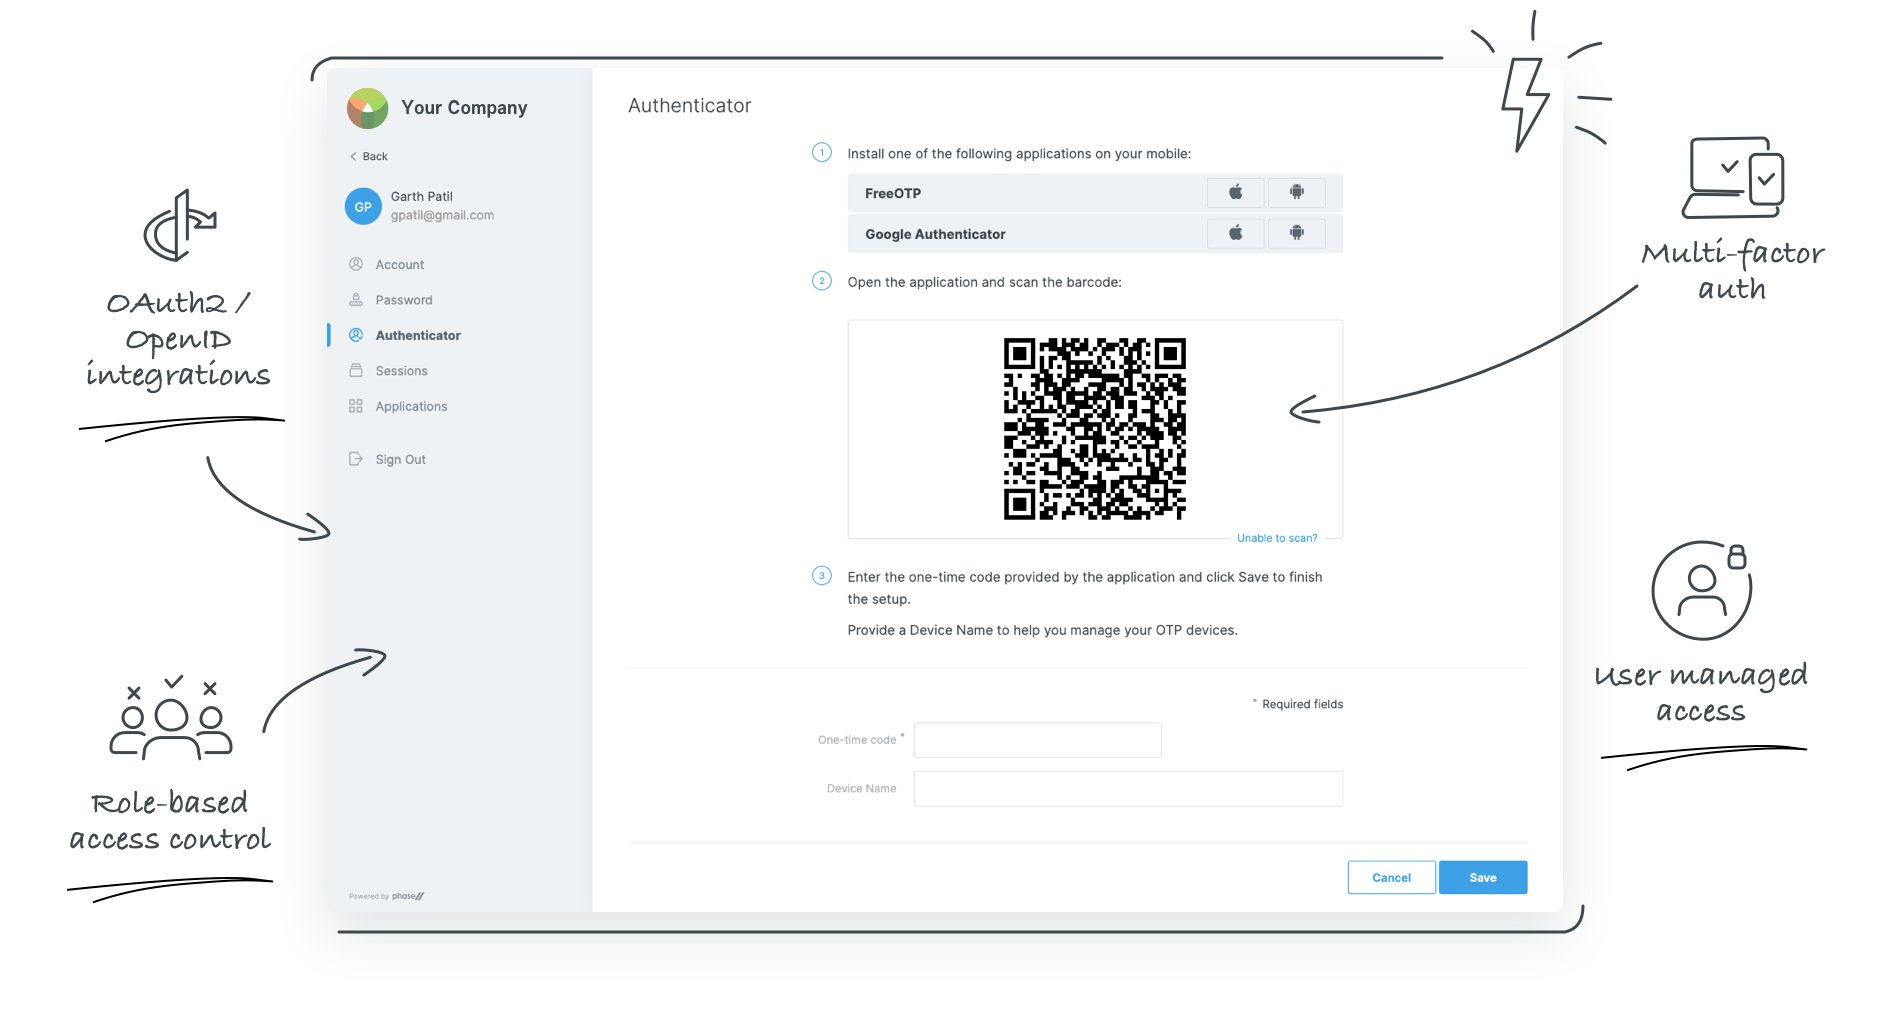 Your Company
Back
GP
Garth Patil
gpatil@gmail.com
Account
Password
Authenticator
Sessions
Applications
Sign Out
Powered by phase//
Authenticator
1 Install one of the following applications on your mobile:
FreeOTP
Google Authenticator
2 Open the application and scan the barcode:
Unable to scan?
3 Enter the one-time code provided by the application and click Save to finish
the setup.
Provide a Device Name to help you manage your OTP devices.
* Required fields
One-time code *
Device Name
Cancel
Save
OAuth2 /
OpenID
integrations
Role-based
access control
Multi-factor
auth
User managed
access